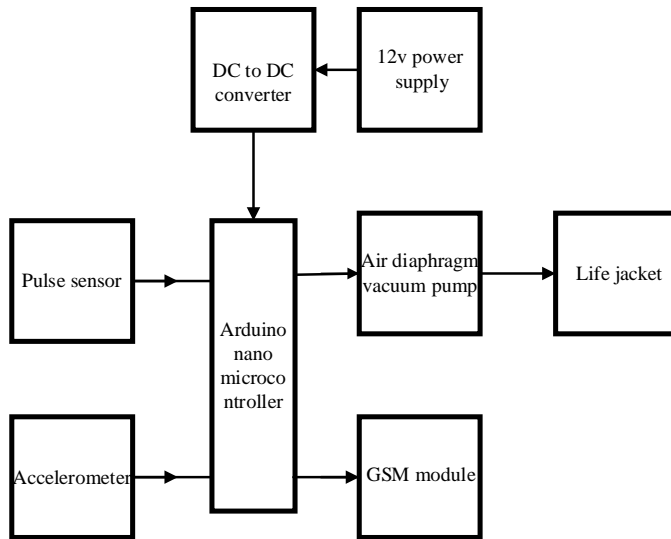 DC to DC
converter
12v power
supply
Pulse sensor
Arduino
nano
microco
ntroller
Air diaphragm
vacuum pump
Life jacket
Accelerometer
GSM module